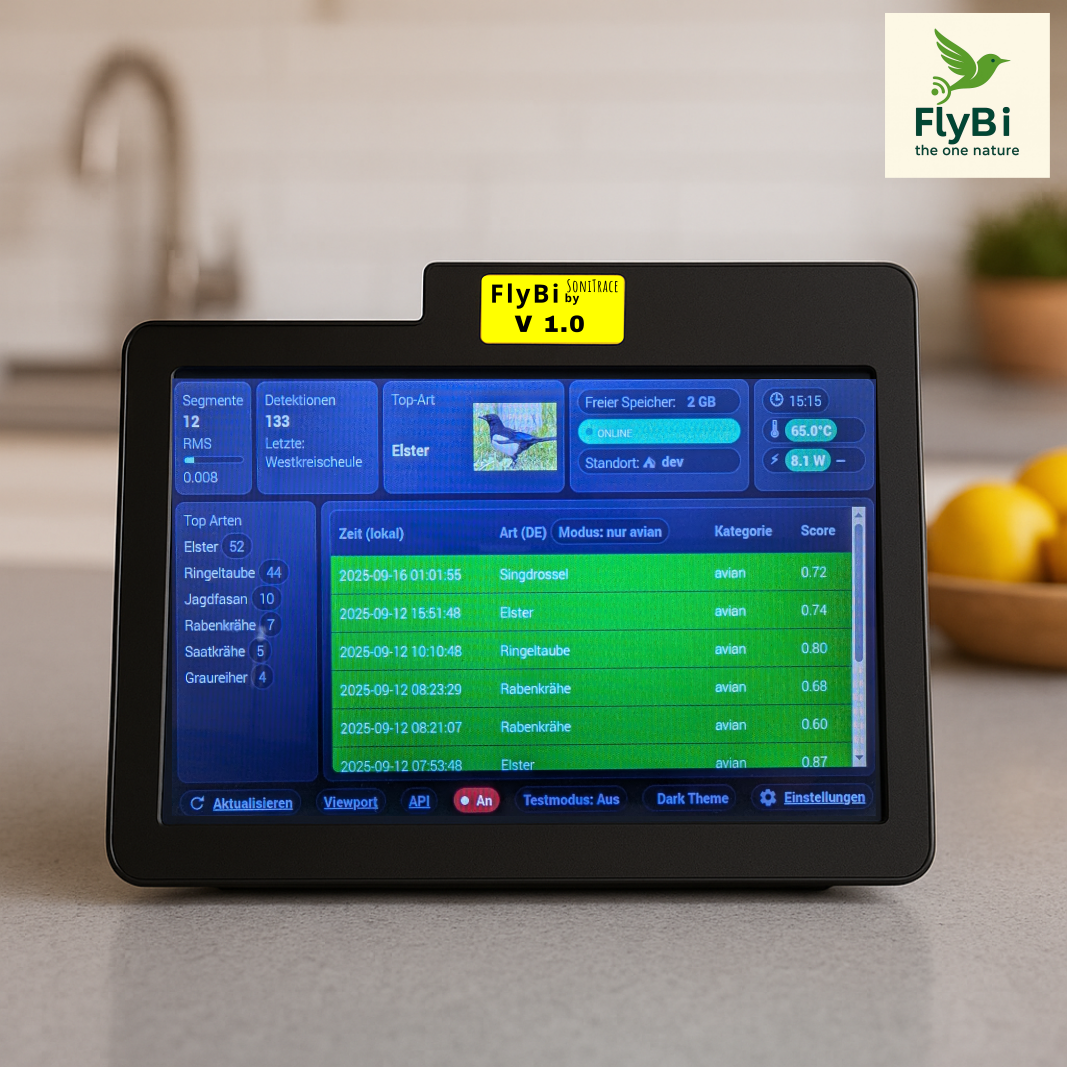 FlyBi
the one nature
FlyBi by SONITRACE
V 1.0
Segmente
12
RMS
0.008
Detektionen
133
Letzte:
Westkreischeule
Top-Art
Elster
Freier Speicher: 2 GB
ONLINE
Standort: dev
15:15
65.0°C
8.1 W –
Top Arten
Elster 52
Ringeltaube 44
Jagdfasan 10
Rabenkrähe 7
Saatkrähe 5
Graureiher 4
Zeit (lokal) Art (DE) Modus: nur avian Kategorie Score
2025-09-16 01:01:55 Singdrossel avian 0.72
2025-09-12 15:51:48 Elster avian 0.74
2025-09-12 10:10:48 Ringeltaube avian 0.80
2025-09-12 08:23:29 Rabenkrähe avian 0.68
2025-09-12 08:21:07 Rabenkrähe avian 0.60
2025-09-12 07:53:48 Elster avian 0.87
Aktualisieren Viewport API An Testmodus: Aus Dark Theme Einstellungen